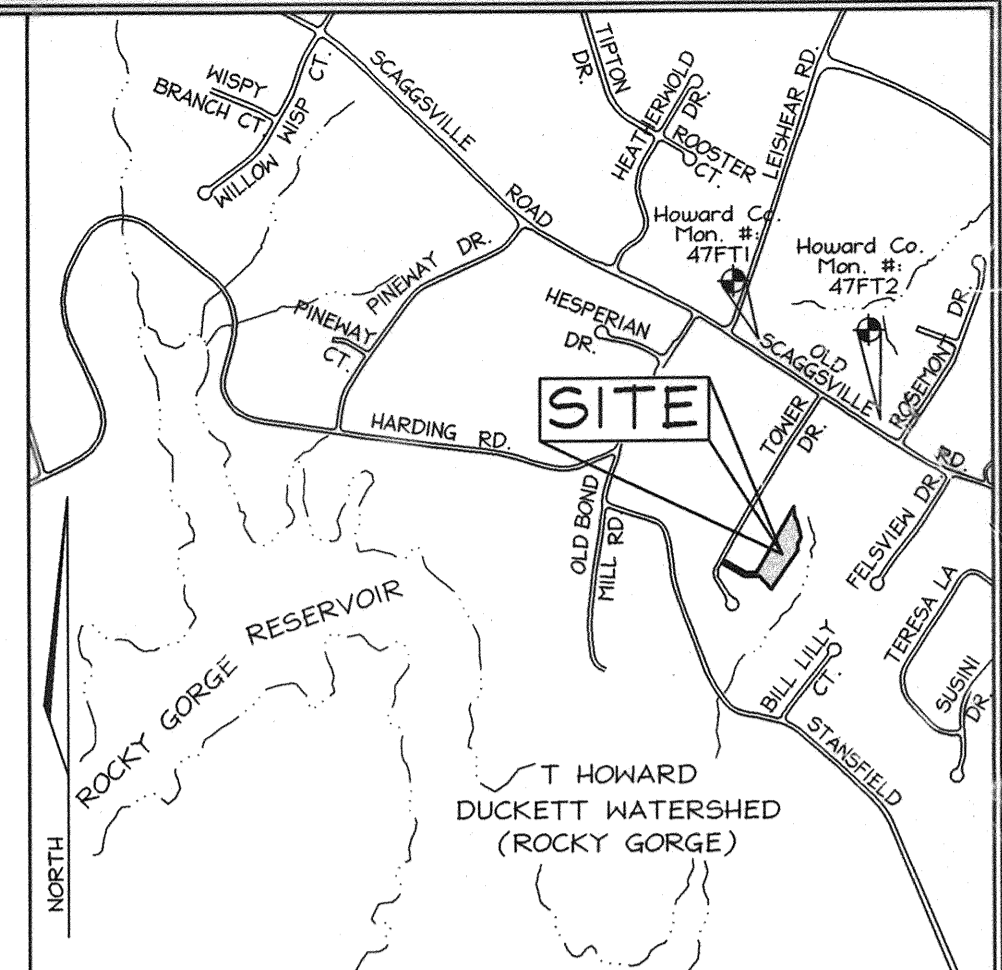 WISPY
BRANCH CT.
WILLOW WISP
CT.
SCAGGSVILLE
ROAD
TIPTON
DR.
HEATHERWOLD
DR.
ROOSTER
CT.
LEISHEAR RD.
Howard Co.
Mon. #:
47FT1
Howard Co.
Mon. #:
47FT2
PINEWAY DR.
PINEWAY
CT.
HESPERIAN
DR.
OLD
SCAGGSVILLE
RD.
ROSEMONT DR.
SITE
TOWER
DR.
HARDING RD.
OLD BOND
MILL RD
FELSVIEW DR.
TERESA LA
SUSINI
DR.
BILL LILLY
CT.
STANSFIELD
ROCKY GORGE RESERVOIR
T HOWARD
DUCKETT WATERSHED
(ROCKY GORGE)
NORTH